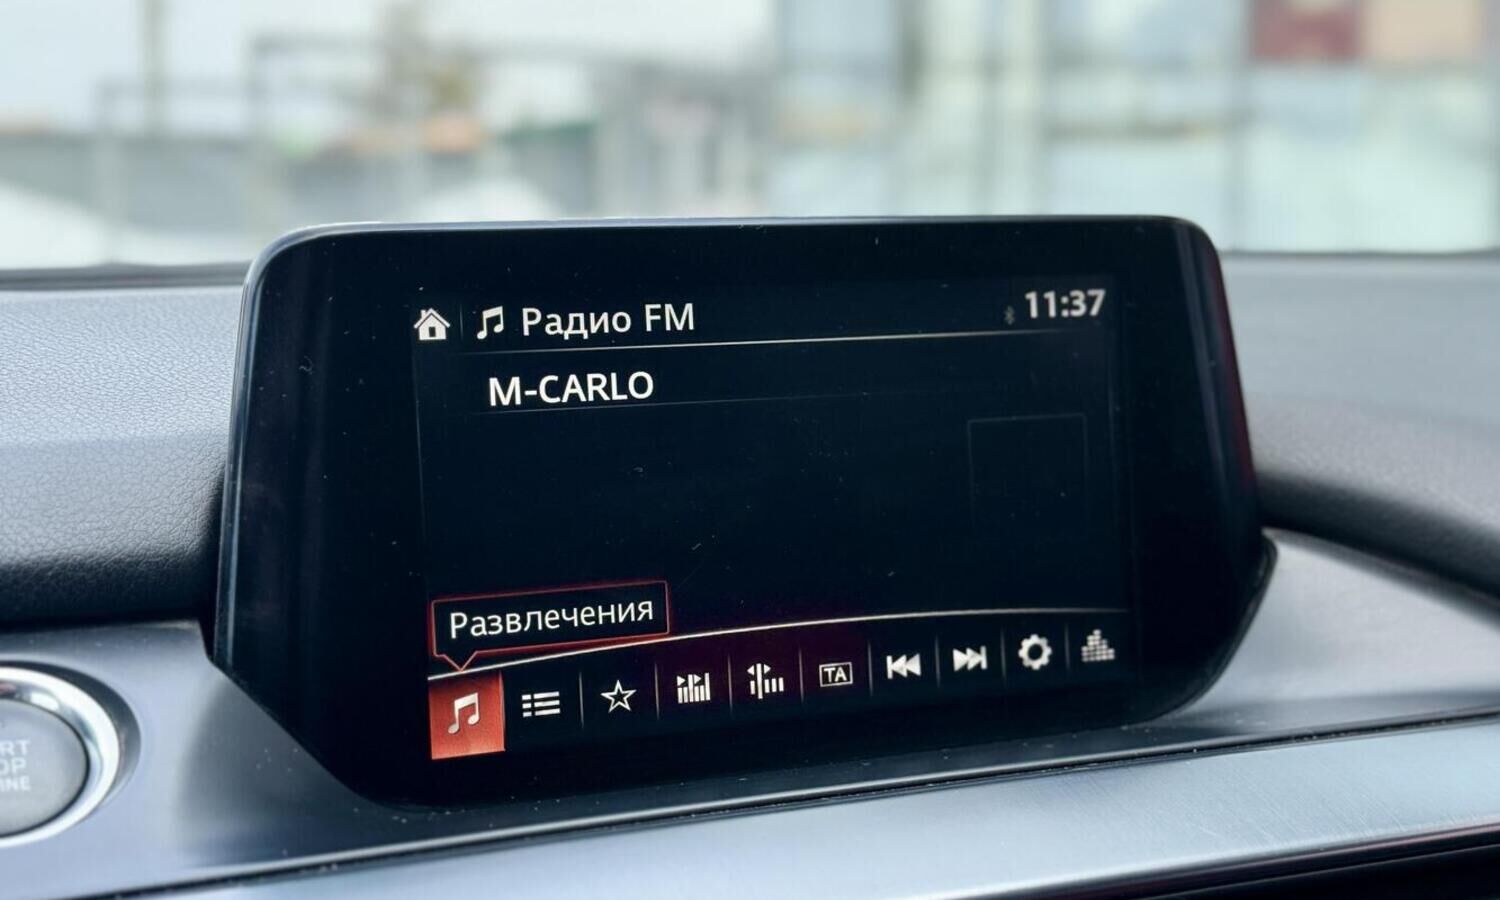 Радио FM
11:37
M-CARLO
Развлечения
TA